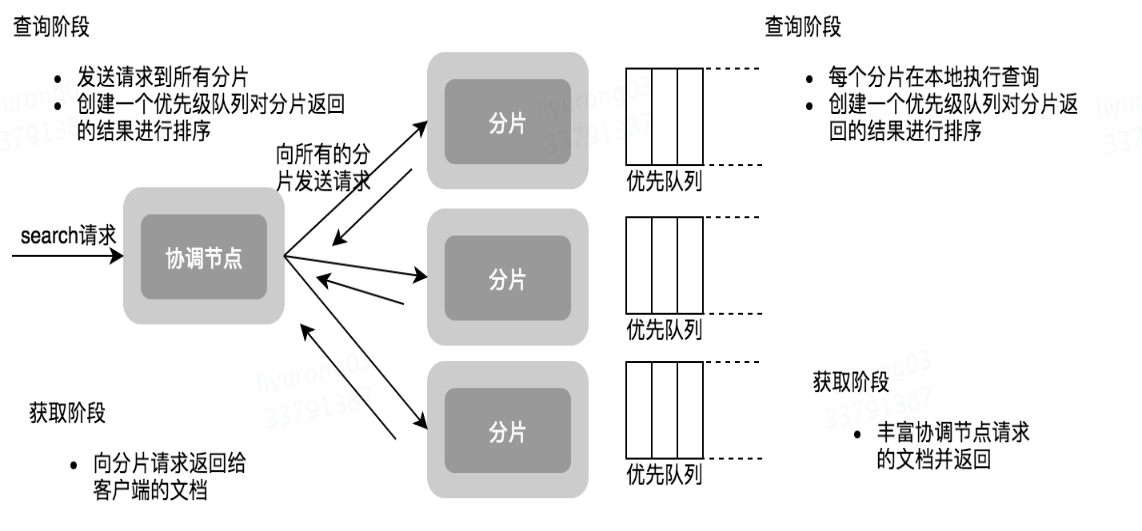 查询阶段
• 发送请求到所有分片
• 创建一个优先级队列对分片返回
的结果进行排序
向所有的分
片发送请求
search请求
协调节点
获取阶段
• 向分片请求返回给
客户端的文档
分片
分片
分片
优先队列
优先队列
优先队列
查询阶段
• 每个分片在本地执行查询
• 创建一个优先级队列对分片返
回的结果进行排序
获取阶段
• 丰富协调节点请求
的文档并返回
liyurong03
33791387